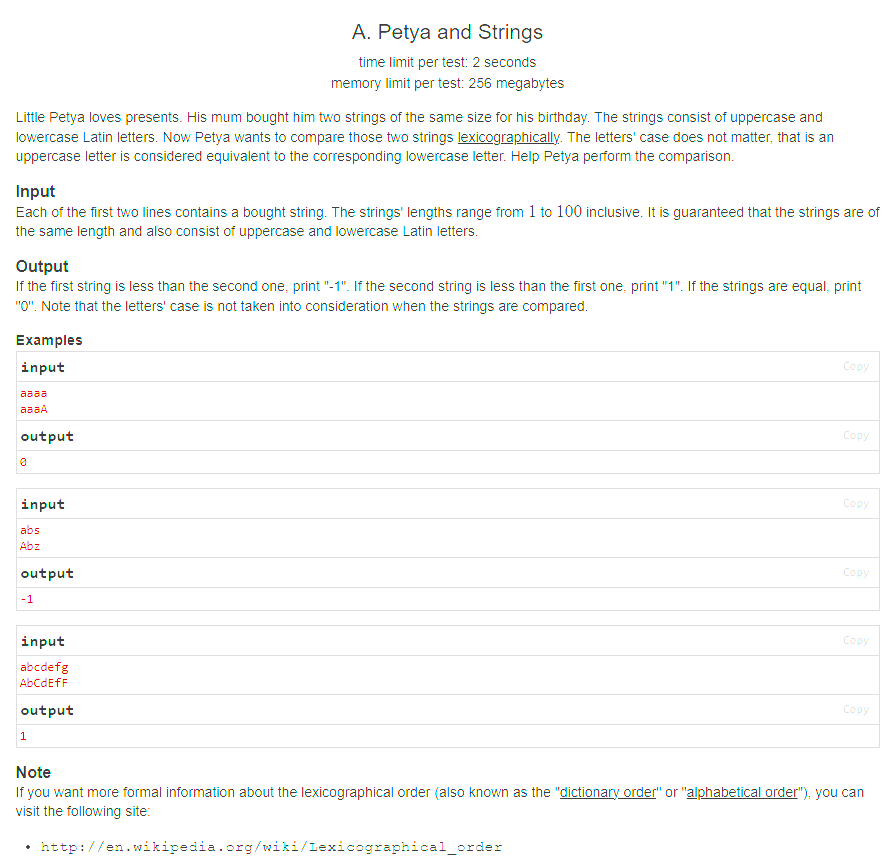 A. Petya and Strings
time limit per test: 2 seconds
memory limit per test: 256 megabytes
Little Petya loves presents. His mum bought him two strings of the same size for his birthday. The strings consist of uppercase and
lowercase Latin letters. Now Petya wants to compare those two strings lexicographically. The letters' case does not matter, that is an
uppercase letter is considered equivalent to the corresponding lowercase letter. Help Petya perform the comparison.
Input
Each of the first two lines contains a bought string. The strings' lengths range from 1 to 100 inclusive. It is guaranteed that the strings are of
the same length and also consist of uppercase and lowercase Latin letters.
Output
If the first string is less than the second one, print "-1". If the second string is less than the first one, print "1". If the strings are equal, print
"0". Note that the letters' case is not taken into consideration when the strings are compared.
Examples
input Copy
aaaa
aaaA
output Copy
0
input Copy
abs
Abz
output Copy
-1
input Copy
abcdefg
AbCdEfF
output Copy
1
Note
If you want more formal information about the lexicographical order (also known as the "dictionary order" or "alphabetical order"), you can
visit the following site:
• http://en.wikipedia.org/wiki/Lexicographical_order